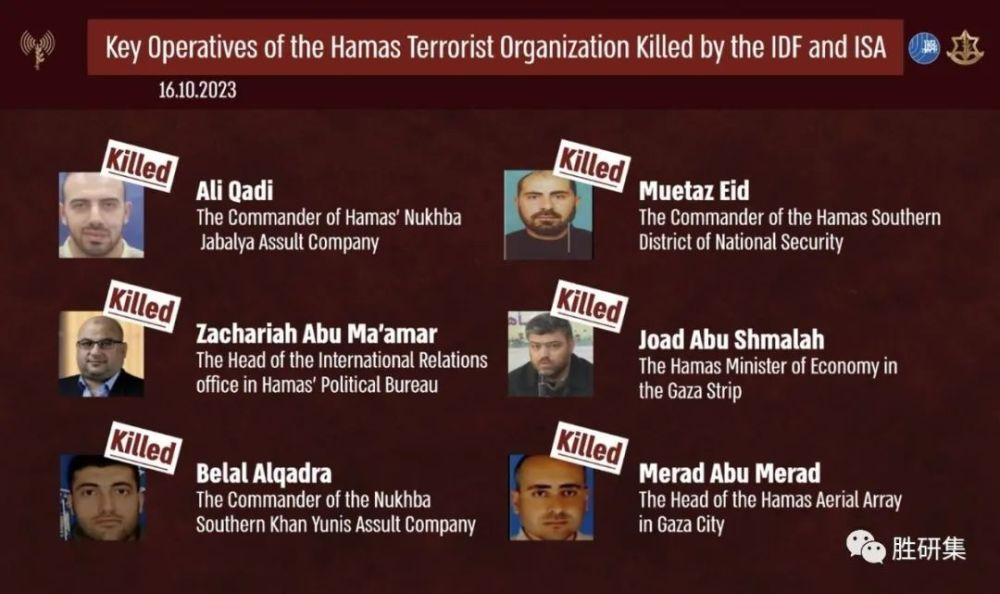 Key Operatives of the Hamas Terrorist Organization Killed by the IDF and ISA
16.10.2023
Killed
Ali Qadi
The Commander of Hamas' Nukhba
Jabalya Assult Company
Killed
Muetaz Eid
The Commander of the Hamas Southern
District of National Security
Killed
Zachariah Abu Ma'amar
The Head of the International Relations
office in Hamas' Political Bureau
Killed
Joad Abu Shmalah
The Hamas Minister of Economy in
the Gaza Strip
Killed
Belal Alqadra
The Commander of the Nukhba
Southern Khan Yunis Assult Company
Killed
Merad Abu Merad
The Head of the Hamas Aerial Array
in Gaza City
胜研集